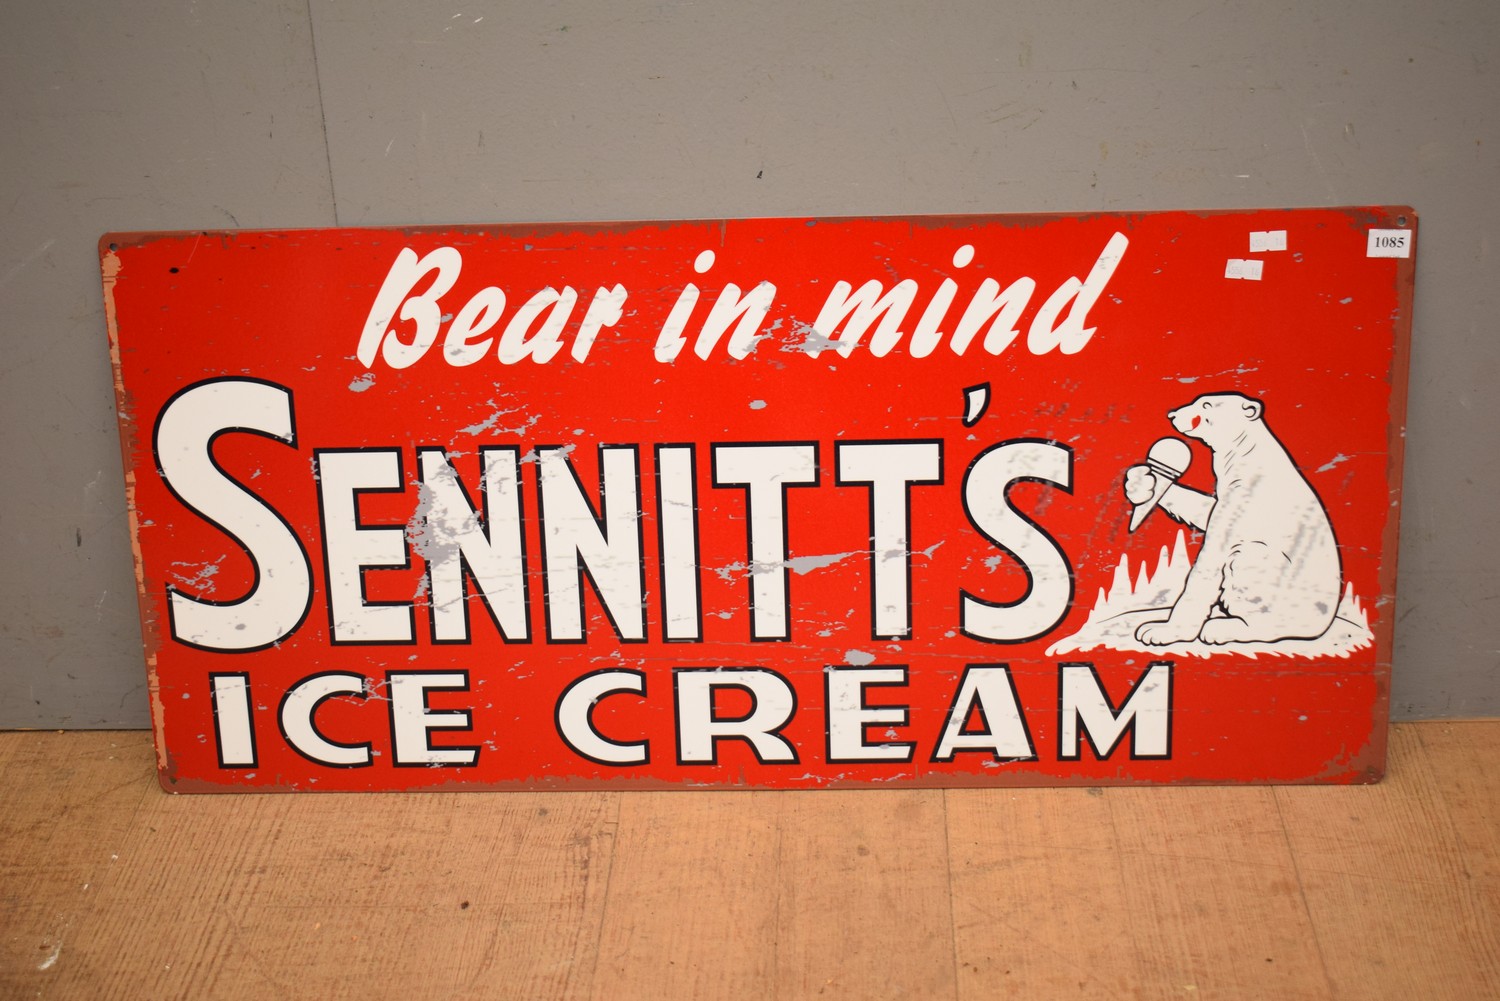 Bear in mind
1085
SENNITT'S
ICE CREAM